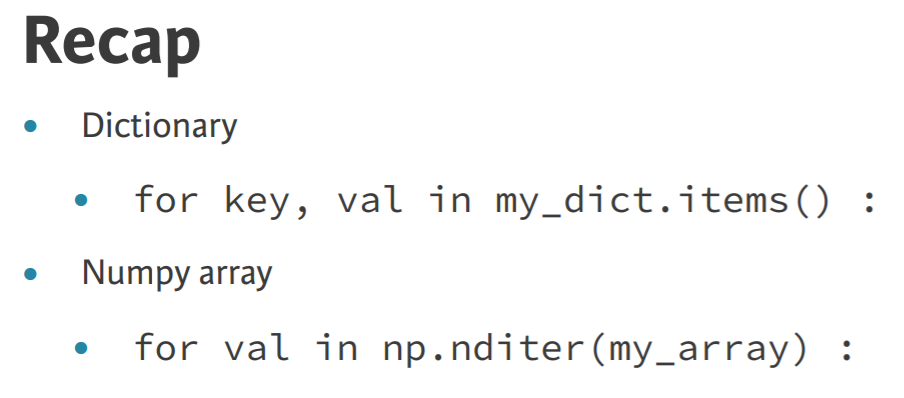 Recap
• Dictionary
• for key, val in my_dict.items() :
• Numpy array
• for val in np.nditer(my_array) :